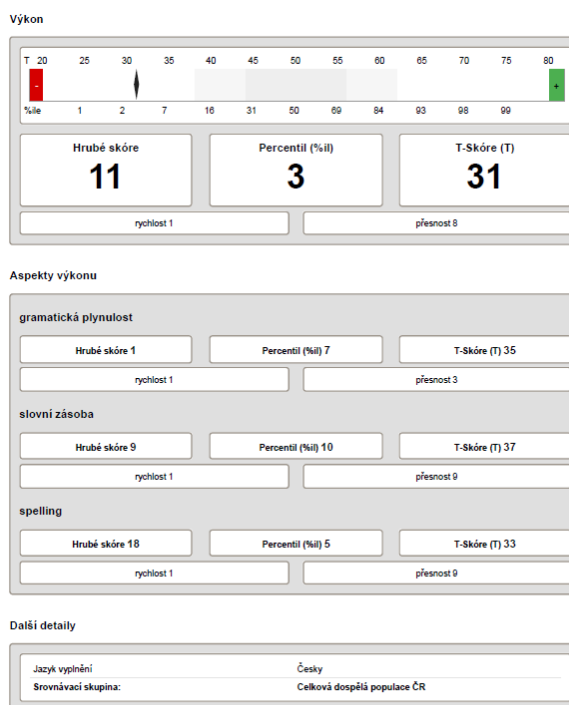 Výkon
T 20 25 30 35 40 45 50 55 60 65 70 75 80
- +
%ile 1 2 7 16 31 50 69 84 93 98 99
Hrubé skóre Percentil (%il) T-Skóre (T)
11 3 31
rychlost 1 přesnost 8
Aspekty výkonu
gramatická plynulost
Hrubé skóre 1 Percentil (%il) 7 T-Skóre (T) 35
rychlost 1 přesnost 3
slovní zásoba
Hrubé skóre 9 Percentil (%il) 10 T-Skóre (T) 37
rychlost 1 přesnost 9
spelling
Hrubé skóre 18 Percentil (%il) 5 T-Skóre (T) 33
rychlost 1 přesnost 9
Další detaily
Jazyk vyplnění Česky
Srovnávací skupina: Celková dospělá populace ČR